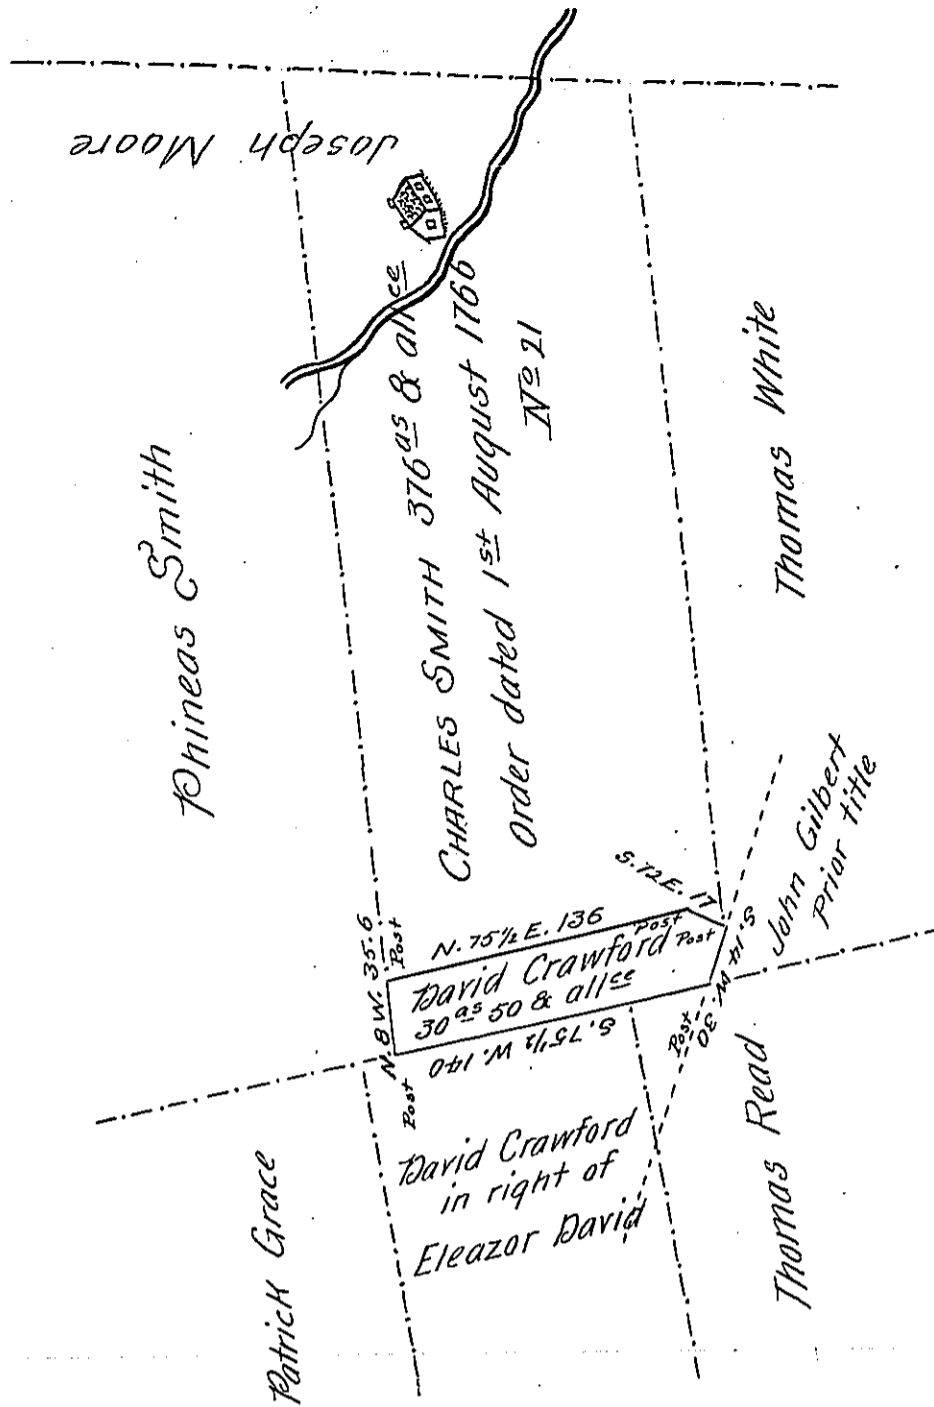 Joseph Moore
Phineas Smith
CHARLES SMITH 376as & allce
Order dated 1st August 1766
No 21
Thomas White
N. 8 W. 35.6
Post
N. 75½ E. 136
Post
S. 72 E. 17
Post
David Crawford
30as 50 & allce
S. 75½ W. 140
Post
S. 14 W. 30
Post
John Gilbert
Prior title
Patrick Grace
David Crawford
in right of
Eleazor David
Thomas Read